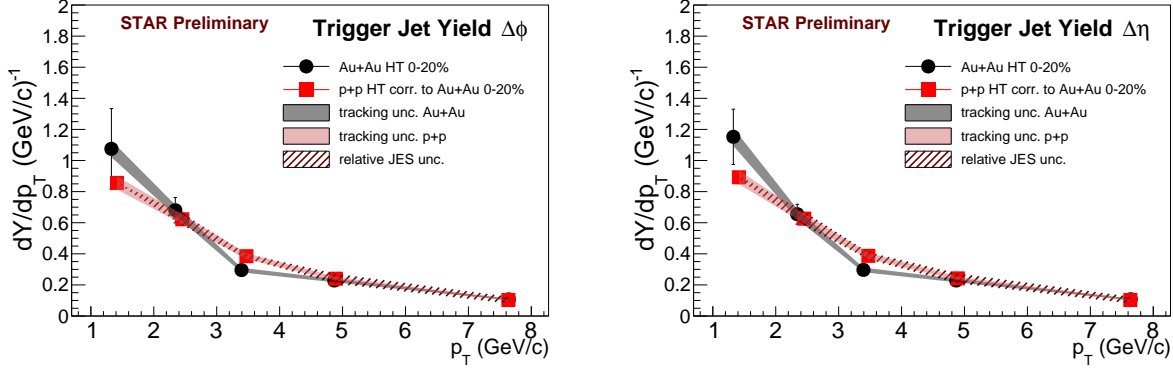 STAR Preliminary
Trigger Jet Yield Δϕ
Au+Au HT 0-20%
p+p HT corr. to Au+Au 0-20%
tracking unc. Au+Au
tracking unc. p+p
relative JES unc.
dY/dp_T (GeV/c)^-1
2
1.8
1.6
1.4
1.2
1
0.8
0.6
0.4
0.2
0
1 2 3 4 5 6 7 8
p_T (GeV/c)
STAR Preliminary
Trigger Jet Yield Δη
Au+Au HT 0-20%
p+p HT corr. to Au+Au 0-20%
tracking unc. Au+Au
tracking unc. p+p
relative JES unc.
dY/dp_T (GeV/c)^-1
2
1.8
1.6
1.4
1.2
1
0.8
0.6
0.4
0.2
0
1 2 3 4 5 6 7 8
p_T (GeV/c)